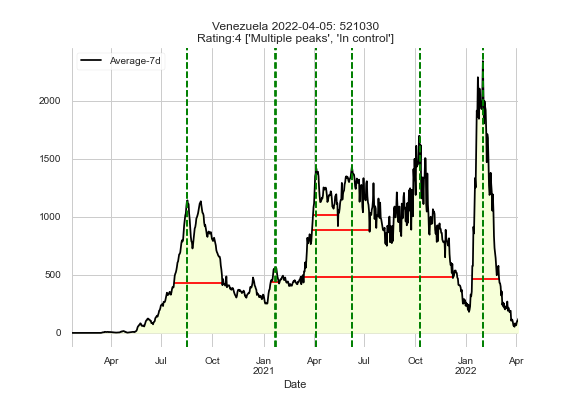 Venezuela 2022-04-05: 521030
Rating:4 ['Multiple peaks', 'In control']
Average-7d
2000
1500
1000
500
0
Apr
Jul
Oct
Jan
2021
Apr
Jul
Oct
Jan
2022
Apr
Date